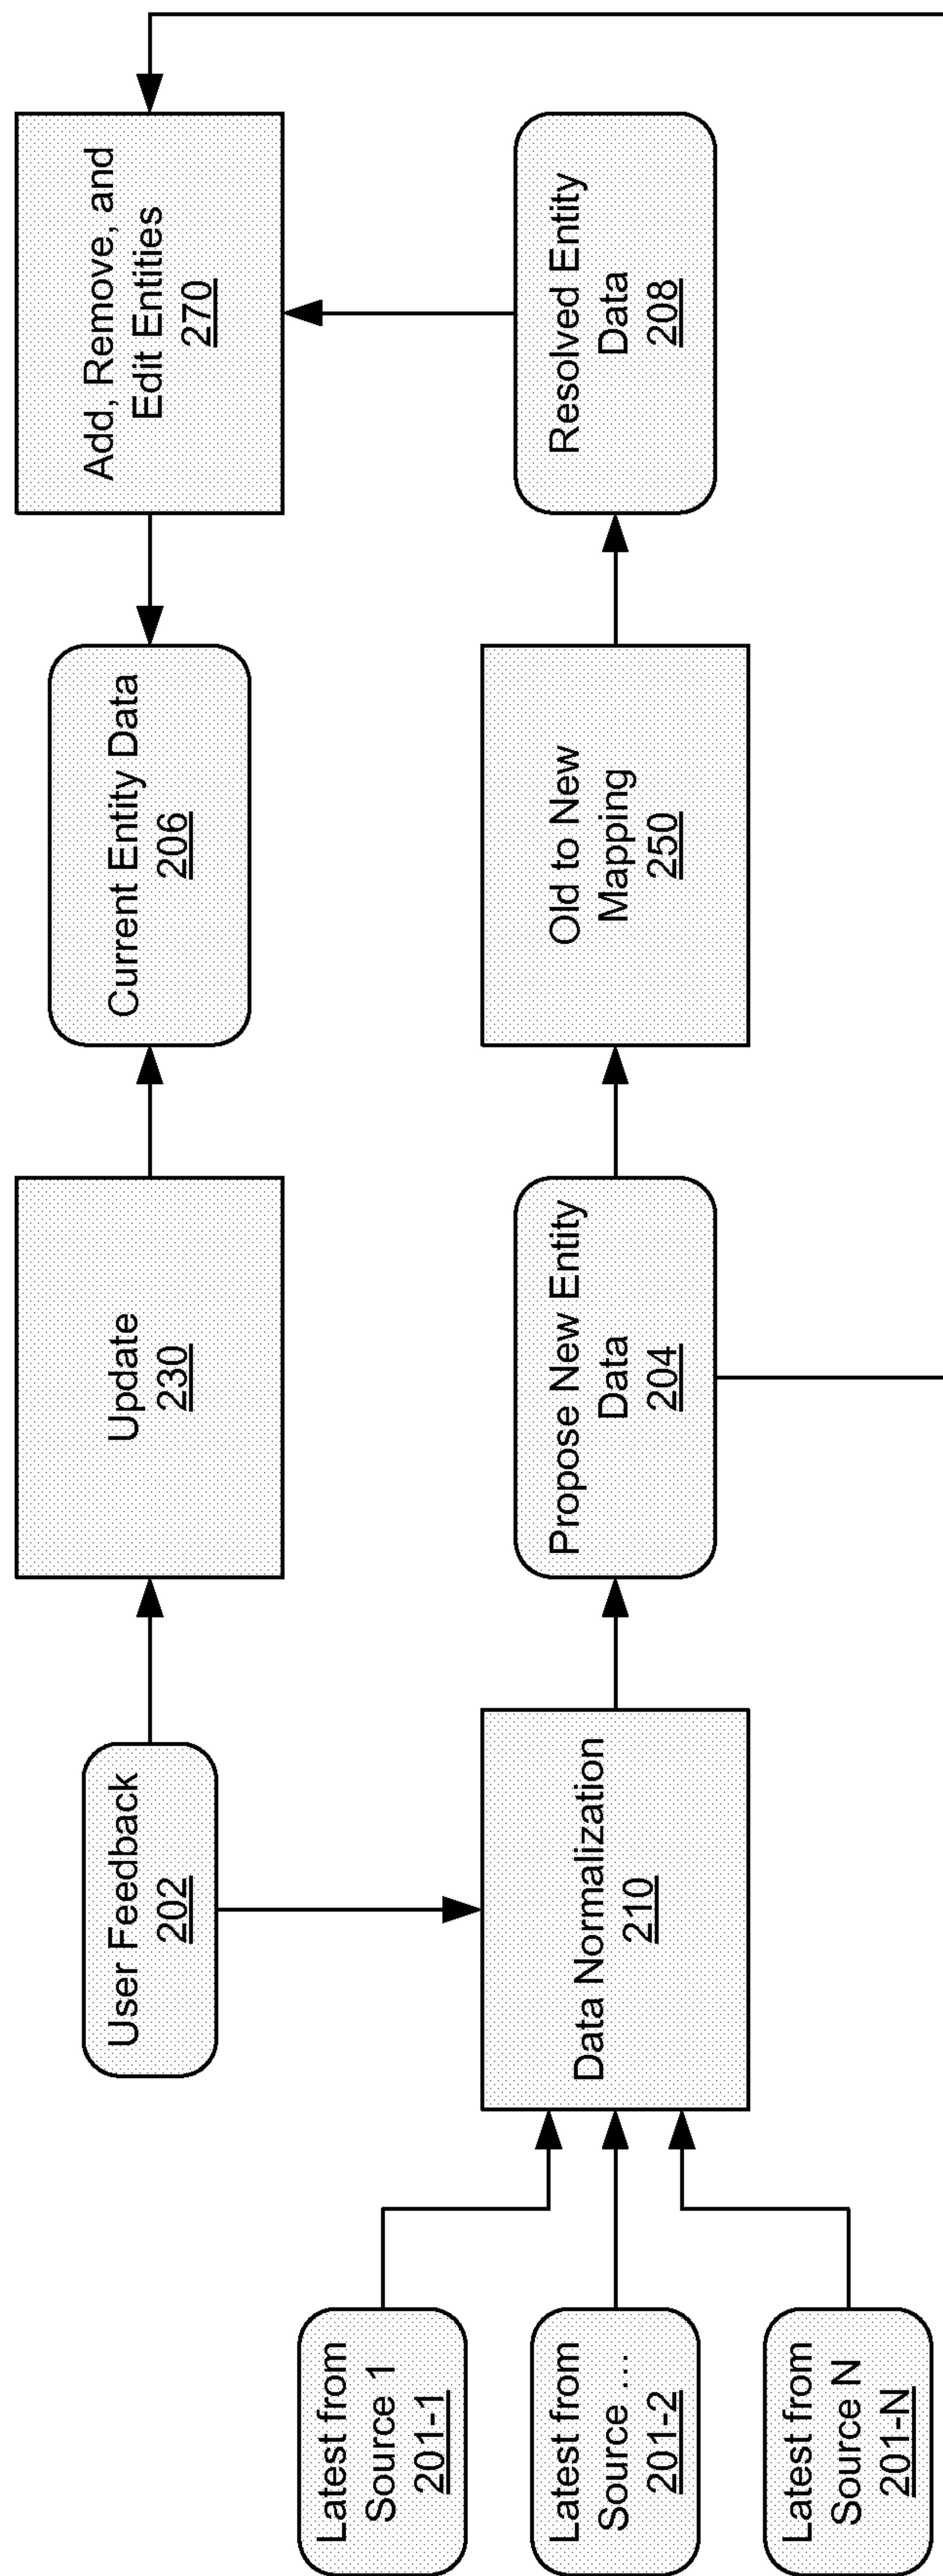 User Feedback
202
Update
230
Current Entity Data
206
Add, Remove, and
Edit Entities
270
Latest from
Source 1
201-1
Latest from
Source ...
201-2
Latest from
Source N
201-N
Data Normalization
210
Propose New Entity
Data
204
Old to New
Mapping
250
Resolved Entity
Data
208